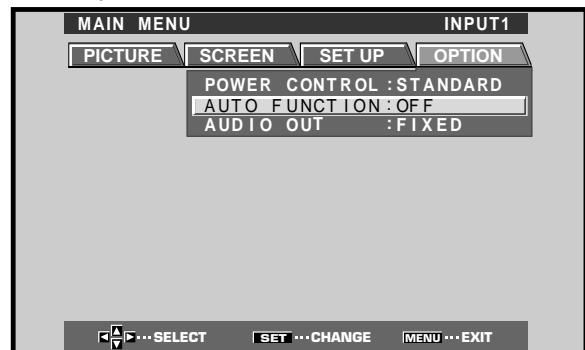 MAIN MENU INPUT1
PICTURE SCREEN SET UP OPTION
POWER CONTROL :STANDARD
AUTO FUNCTION :OFF
AUDIO OUT :FIXED
···SELECT SET ···CHANGE MENU ···EXIT